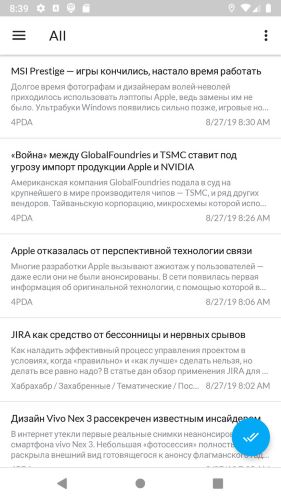 8:39
All
MSI Prestige — игры кончились, настало время работать
Долгое время фотографам и дизайнерам волей-неволей
приходилось использовать лэптопы Apple, ведь замены им не
было. Ультрабуки Windows появились сильно позже, игровые но...
4PDA 8/27/19 8:30 AM
«Война» между GlobalFoundries и TSMC ставит под
угрозу импорт продукции Apple и NVIDIA
Американская компания GlobalFoundries подала в суд на
крупнейшего в мире производителя чипов — TSMC, и ряд других
вендоров. Тайваньскую корпорацию, микросхемы которой испо...
4PDA 8/27/19 8:26 AM
Apple отказалась от перспективной технологии связи
Многие разработки Apple вызывают ажиотаж у пользователей —
даже если они не были анонсированы. В сети появилась первая
информация об оригинальной технологии, с помощью которой в...
4PDA 8/27/19 8:06 AM
JIRA как средство от бессонницы и нервных срывов
Как наладить эффективный процесс управления проектом в
условиях, когда «правильно» и «как лучше» сделать нельзя, но
делать все равно надо? В статье дан обзор применения JIRA для ...
Хабрахабр / Захабренные / Тематические / Пос... 8/27/19 8:02 AM
Дизайн Vivo Nex 3 рассекречен известным инсайдером
В интернет утекли первые реальные снимки неанонсиро
смартфона vivo Nex 3. Небольшая «фотосессия» полность
раскрыла внешний вид готовящегося к анонсу флагманского
4PDA